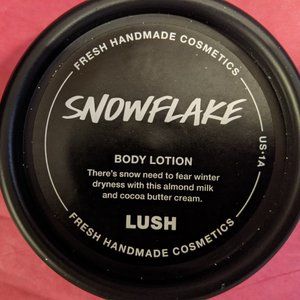 FRESH HANDMADE COSMETICS
SNOWFLAKE
US·1A
BODY LOTION
There's snow need to fear winter
dryness with this almond milk
and cocoa butter cream.
LUSH
FRESH HANDMADE COSMETICS